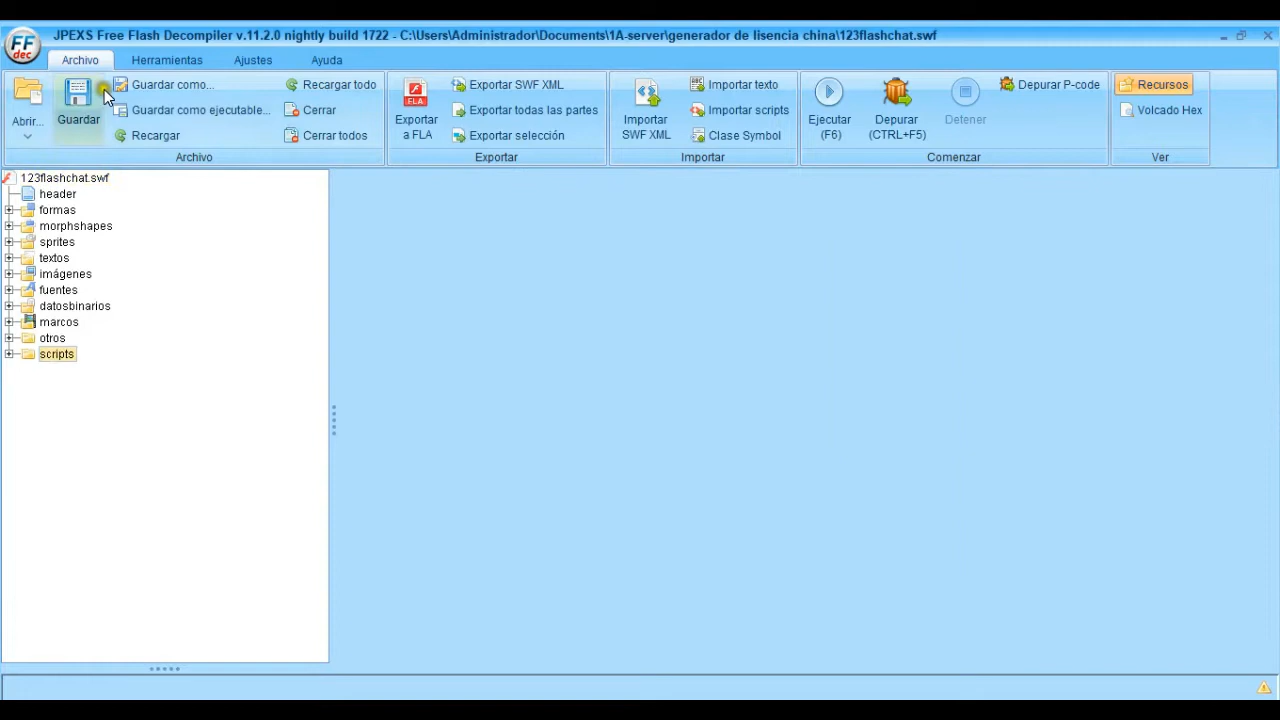 FF
dec
JPEXS Free Flash Decompiler v.11.2.0 nightly build 1722 - C:\Users\Administrador\Documents\1A-server\generador de lisencia china\123flashchat.swf
Archivo
Herramientas
Ajustes
Ayuda
Abrir...
Guardar
Guardar como...
Guardar como ejecutable...
Recargar
Recargar todo
Cerrar
Cerrar todos
Archivo
FLA
Exportar
a FLA
Exportar SWF XML
Exportar todas las partes
Exportar selección
Exportar
Importar
SWF XML
Importar texto
Importar scripts
Clase Symbol
Importar
Ejecutar
(F6)
Depurar
(CTRL+F5)
Detener
Depurar P-code
Comenzar
Recursos
Volcado Hex
Ver
123flashchat.swf
header
formas
morphshapes
sprites
textos
imágenes
fuentes
datosbinarios
marcos
otros
scripts